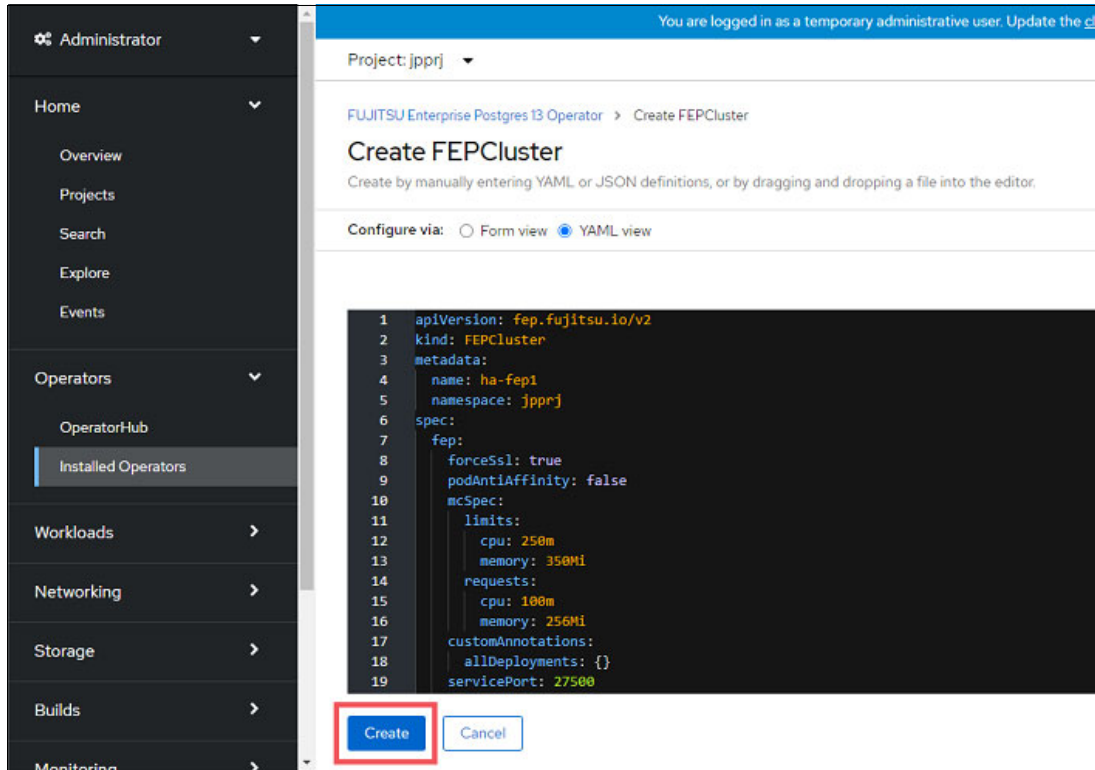 Administrator
Home
Overview
Projects
Search
Explore
Events
Operators
OperatorHub
Installed Operators
Workloads
Networking
Storage
Builds
Monitoring
You are logged in as a temporary administrative user. Update the
Project: jpprj
FUJITSU Enterprise Postgres 13 Operator > Create FEPCluster
Create FEPCluster
Create by manually entering YAML or JSON definitions, or by dragging and dropping a file into the editor.
Configure via: Form view YAML view
1 apiVersion: fep.fujitsu.io/v2
2 kind: FEPCluster
3 metadata:
4 name: ha-fep1
5 namespace: jpprj
6 spec:
7 fep:
8 forceSsl: true
9 podAntiAffinity: false
10 mcSpec:
11 limits:
12 cpu: 250m
13 memory: 350Mi
14 requests:
15 cpu: 100m
16 memory: 256Mi
17 customAnnotations:
18 allDeployments: {}
19 servicePort: 27500
Create Cancel